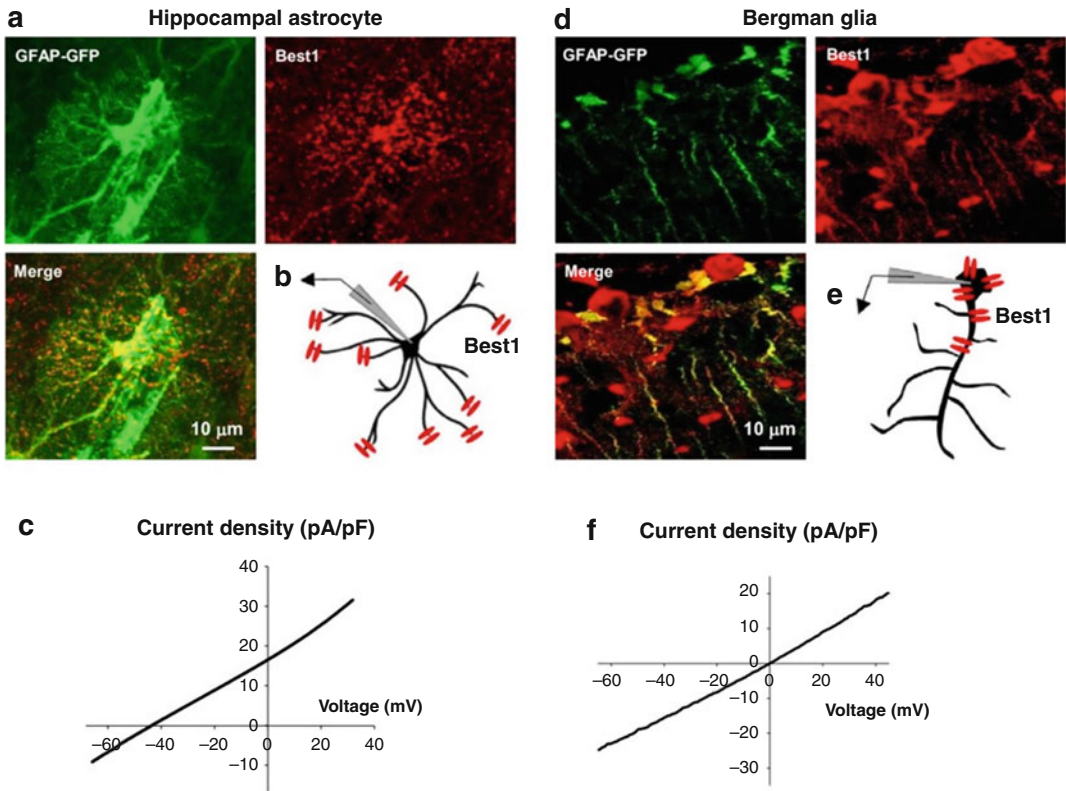 a Hippocampal astrocyte
GFAP-GFP
Best1
Merge
10 μm
b
Best1
c Current density (pA/pF)
40
30
20
10
0
–10
–60 –40 –20 0 20 40
Voltage (mV)
d Bergman glia
GFAP-GFP
Best1
Merge
10 μm
e
Best1
f Current density (pA/pF)
20
10
0
–10
–20
–30
–60 –40 –20 0 20 40
Voltage (mV)